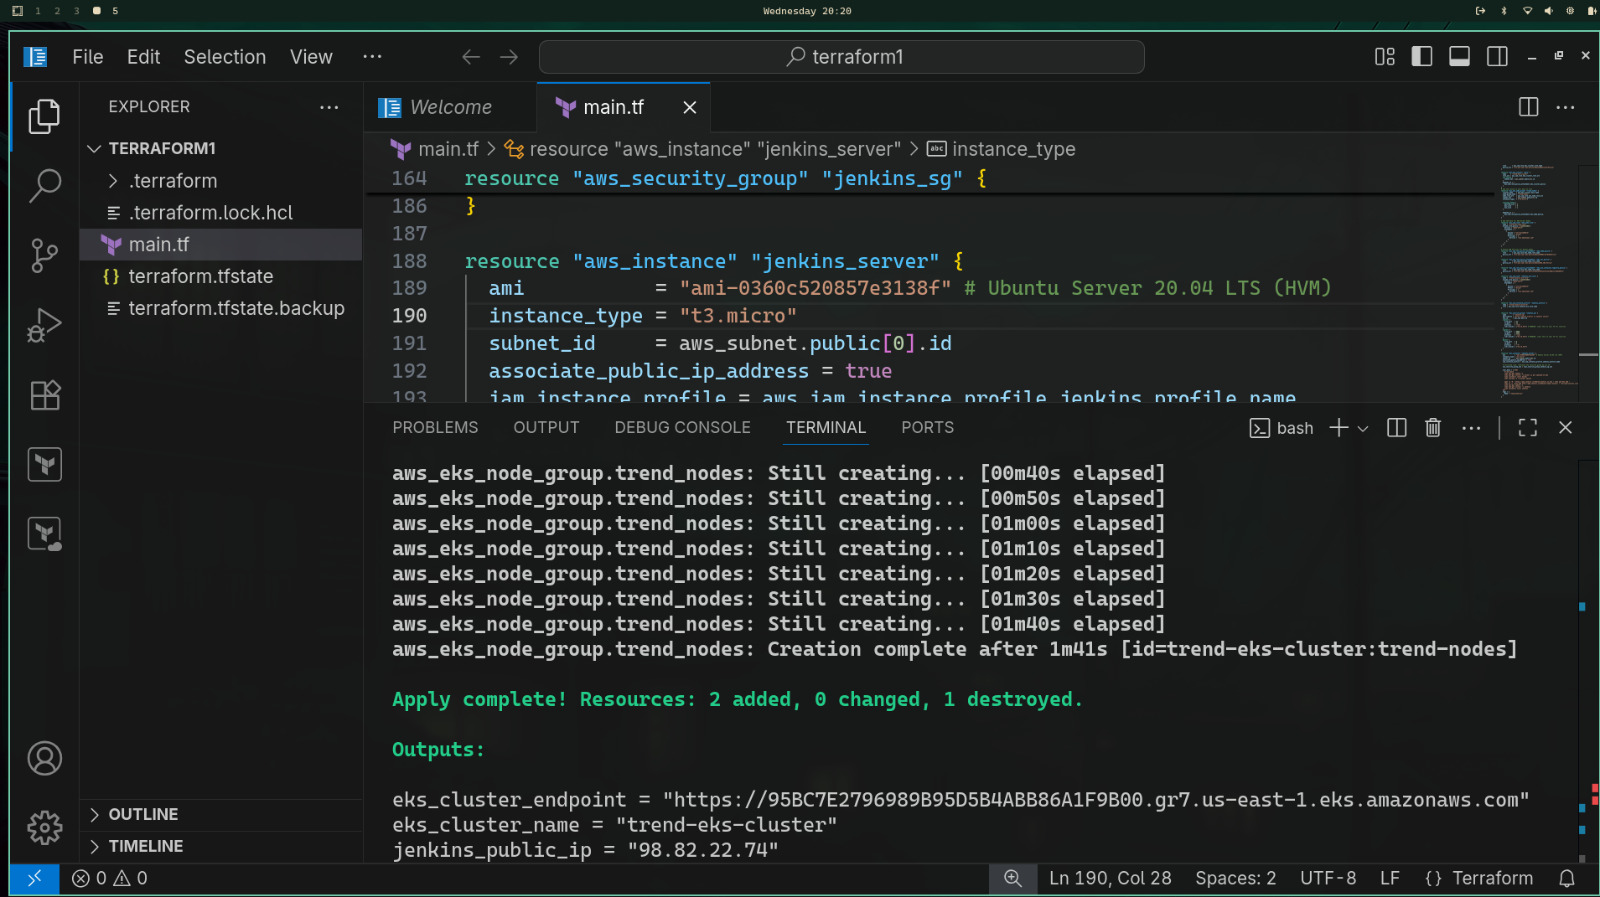 1 2 3 5
Wednesday 20:20
File Edit Selection View ···
terraform1
EXPLORER ···
TERRAFORM1
.terraform
.terraform.lock.hcl
main.tf
terraform.tfstate
terraform.tfstate.backup
OUTLINE
TIMELINE
Welcome
main.tf
main.tf > resource "aws_instance" "jenkins_server" > instance_type
164 resource "aws_security_group" "jenkins_sg" {
186 }
187
188 resource "aws_instance" "jenkins_server" {
189 ami = "ami-0360c520857e3138f" # Ubuntu Server 20.04 LTS (HVM)
190 instance_type = "t3.micro"
191 subnet_id = aws_subnet.public[0].id
192 associate_public_ip_address = true
193 iam_instance_profile = aws_iam_instance_profile.jenkins_profile.name
PROBLEMS OUTPUT DEBUG CONSOLE TERMINAL PORTS bash
aws_eks_node_group.trend_nodes: Still creating... [00m40s elapsed]
aws_eks_node_group.trend_nodes: Still creating... [00m50s elapsed]
aws_eks_node_group.trend_nodes: Still creating... [01m00s elapsed]
aws_eks_node_group.trend_nodes: Still creating... [01m10s elapsed]
aws_eks_node_group.trend_nodes: Still creating... [01m20s elapsed]
aws_eks_node_group.trend_nodes: Still creating... [01m30s elapsed]
aws_eks_node_group.trend_nodes: Still creating... [01m40s elapsed]
aws_eks_node_group.trend_nodes: Creation complete after 1m41s [id=trend-eks-cluster:trend-nodes]
Apply complete! Resources: 2 added, 0 changed, 1 destroyed.
Outputs:
eks_cluster_endpoint = "https://95BC7E2796989B95D5B4ABB86A1F9B00.gr7.us-east-1.eks.amazonaws.com"
eks_cluster_name = "trend-eks-cluster"
jenkins_public_ip = "98.82.22.74"
0 0
Ln 190, Col 28 Spaces: 2 UTF-8 LF {} Terraform